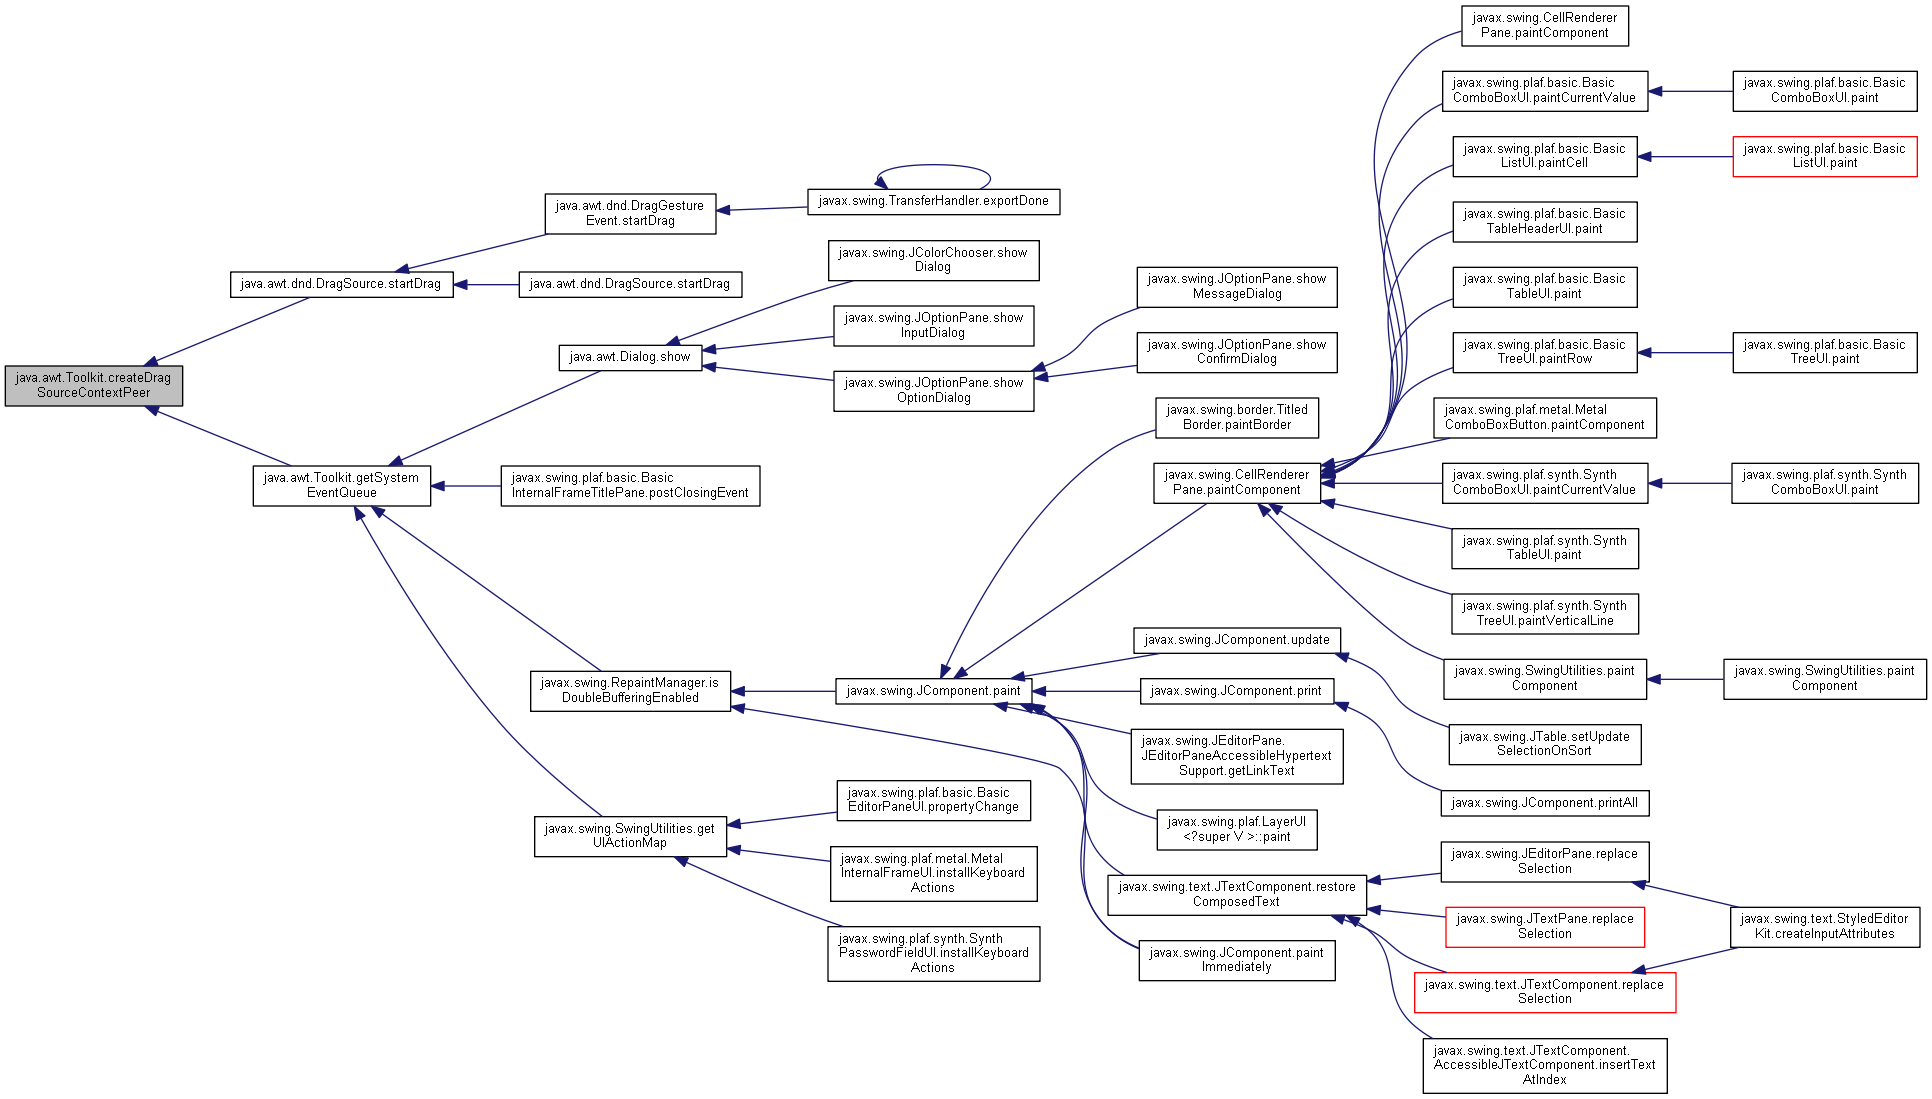 java.awt.Toolkit.createDrag
SourceContextPeer
java.awt.dnd.DragSource.startDrag
java.awt.Toolkit.getSystem
EventQueue
java.awt.dnd.DragGesture
Event.startDrag
java.awt.dnd.DragSource.startDrag
java.awt.Dialog.show
javax.swing.plaf.basic.Basic
InternalFrameTitlePane.postClosingEvent
javax.swing.RepaintManager.is
DoubleBufferingEnabled
javax.swing.SwingUtilities.get
UIActionMap
javax.swing.TransferHandler.exportDone
javax.swing.JColorChooser.show
Dialog
javax.swing.JOptionPane.show
InputDialog
javax.swing.JOptionPane.show
OptionDialog
javax.swing.JComponent.paint
javax.swing.plaf.basic.Basic
EditorPaneUI.propertyChange
javax.swing.plaf.metal.Metal
InternalFrameUI.installKeyboard
Actions
javax.swing.plaf.synth.Synth
PasswordFieldUI.installKeyboard
Actions
javax.swing.JOptionPane.show
MessageDialog
javax.swing.JOptionPane.show
ConfirmDialog
javax.swing.border.Titled
Border.paintBorder
javax.swing.CellRenderer
Pane.paintComponent
javax.swing.JComponent.update
javax.swing.JComponent.print
javax.swing.JEditorPane.
JEditorPaneAccessibleHypertext
Support.getLinkText
javax.swing.plaf.LayerUI
<?super V >::paint
javax.swing.text.JTextComponent.restore
ComposedText
javax.swing.JComponent.paint
Immediately
javax.swing.CellRenderer
Pane.paintComponent
javax.swing.plaf.basic.Basic
ComboBoxUI.paintCurrentValue
javax.swing.plaf.basic.Basic
ListUI.paintCell
javax.swing.plaf.basic.Basic
TableHeaderUI.paint
javax.swing.plaf.basic.Basic
TableUI.paint
javax.swing.plaf.basic.Basic
TreeUI.paintRow
javax.swing.plaf.metal.Metal
ComboBoxButton.paintComponent
javax.swing.plaf.synth.Synth
ComboBoxUI.paintCurrentValue
javax.swing.plaf.synth.Synth
TableUI.paint
javax.swing.plaf.synth.Synth
TreeUI.paintVerticalLine
javax.swing.SwingUtilities.paint
Component
javax.swing.JTable.setUpdate
SelectionOnSort
javax.swing.JComponent.printAll
javax.swing.JEditorPane.replace
Selection
javax.swing.JTextPane.replace
Selection
javax.swing.text.JTextComponent.replace
Selection
javax.swing.text.JTextComponent.
AccessibleJTextComponent.insertText
AtIndex
javax.swing.plaf.basic.Basic
ComboBoxUI.paint
javax.swing.plaf.basic.Basic
ListUI.paint
javax.swing.plaf.basic.Basic
TreeUI.paint
javax.swing.plaf.synth.Synth
ComboBoxUI.paint
javax.swing.SwingUtilities.paint
Component
javax.swing.text.StyledEditor
Kit.createInputAttributes